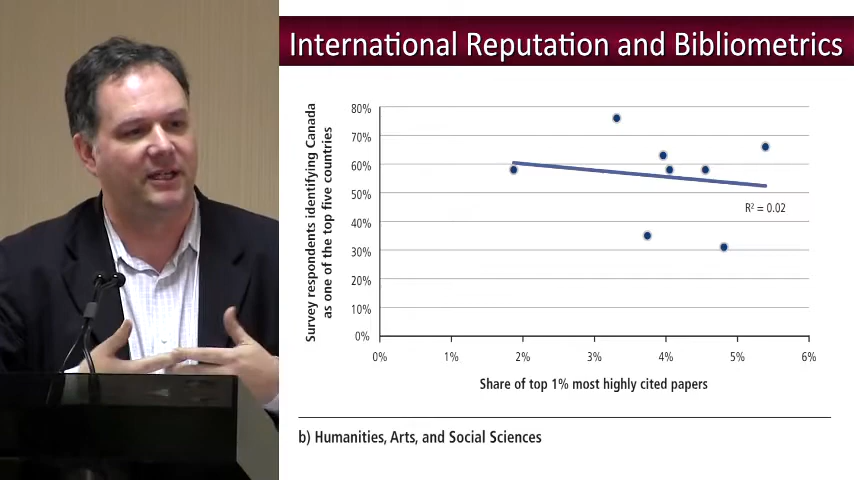 International Reputation and Bibliometrics
Survey respondents identifying Canada
as one of the top five countries
80%
70%
60%
50%
40%
30%
20%
10%
0%
R² = 0.02
0% 1% 2% 3% 4% 5% 6%
Share of top 1% most highly cited papers
b) Humanities, Arts, and Social Sciences